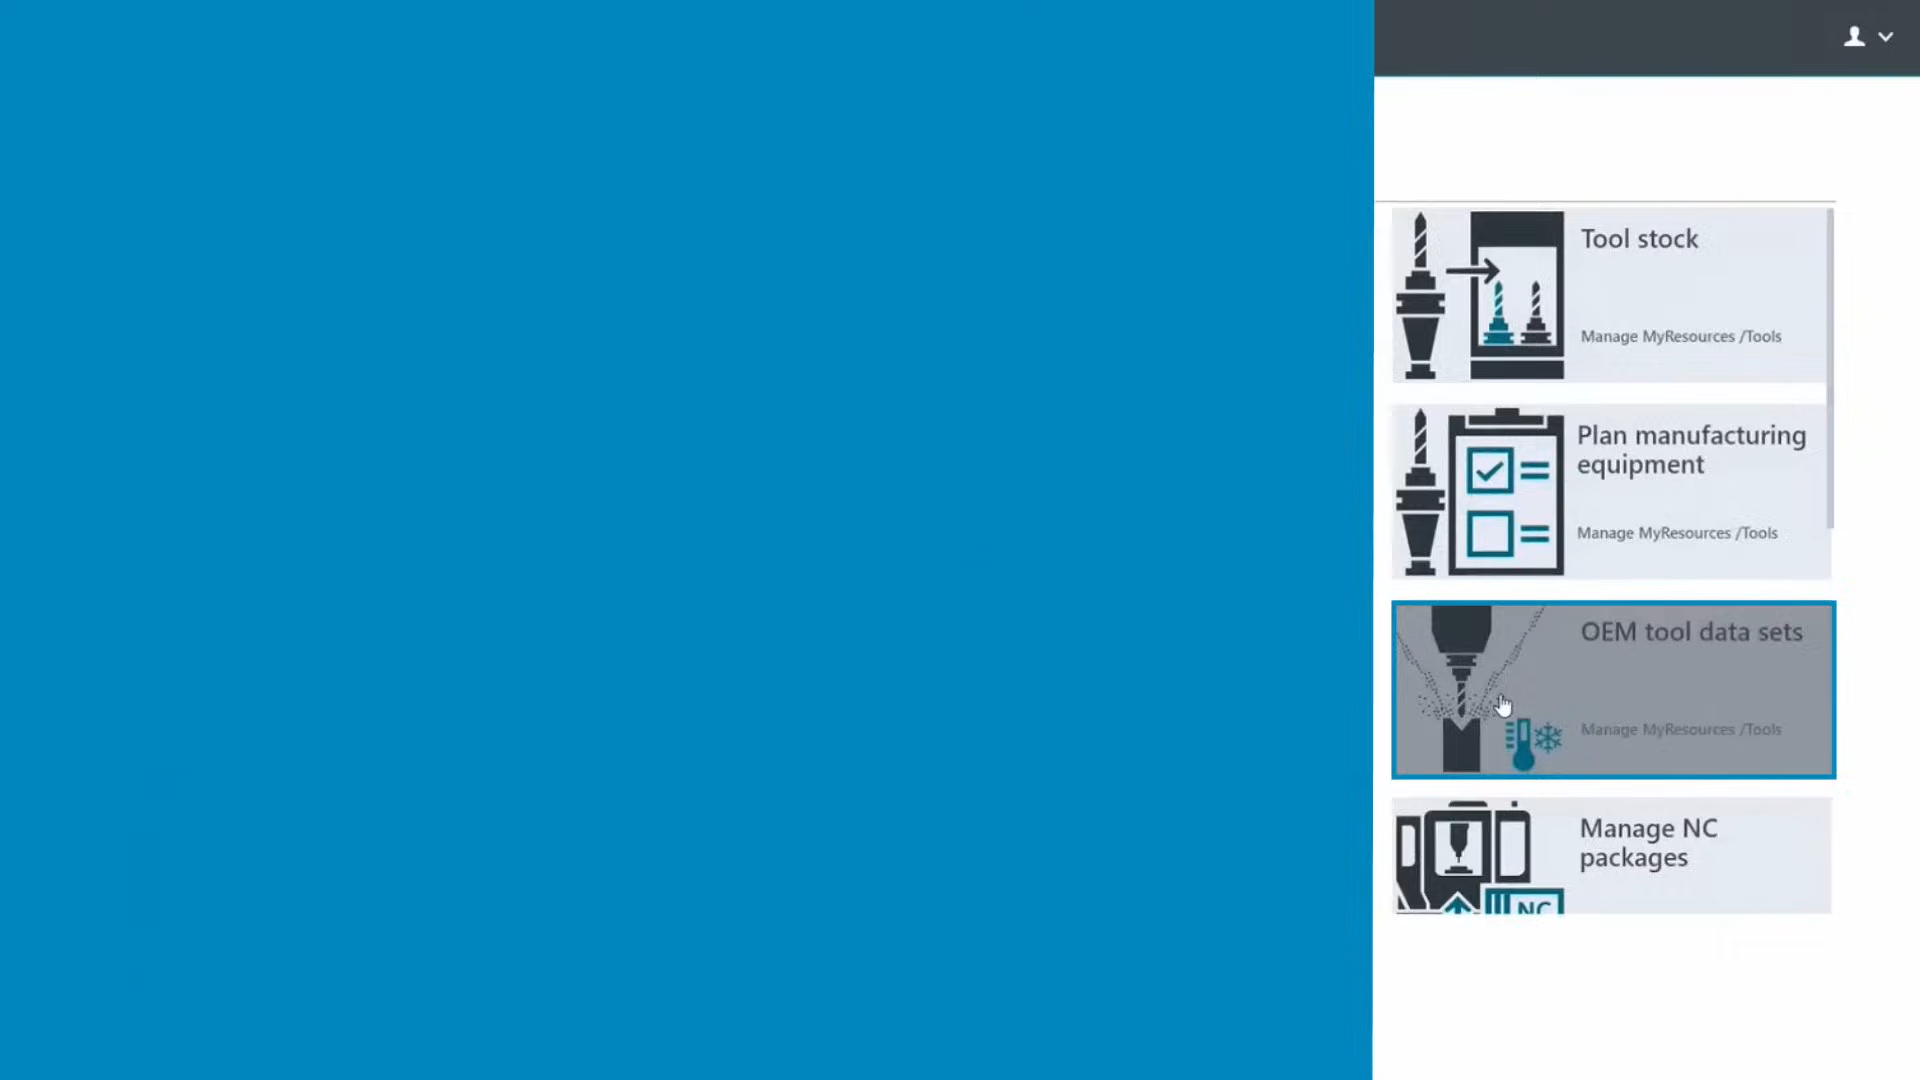 Tool stock
Manage MyResources /Tools
Plan manufacturing
equipment
Manage MyResources /Tools
OEM tool data sets
Manage MyResources /Tools
Manage NC
packages
NC